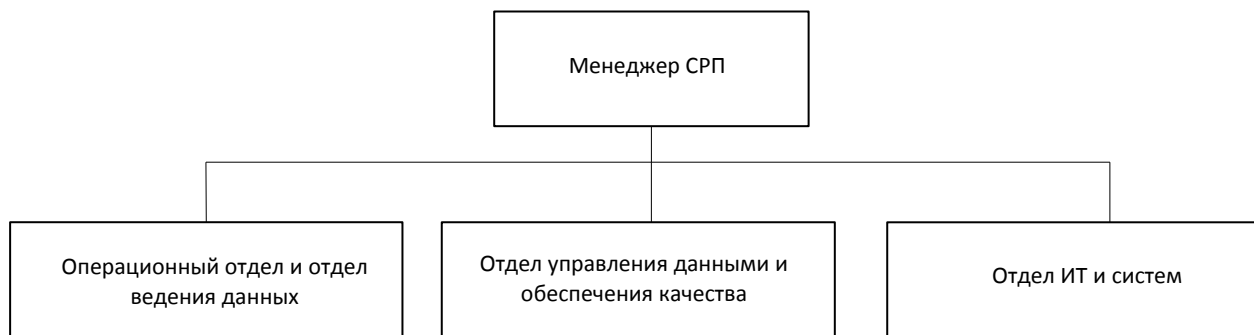 Менеджер СРП
Операционный отдел и отдел
ведения данных
Отдел управления данными и
обеспечения качества
Отдел ИТ и систем